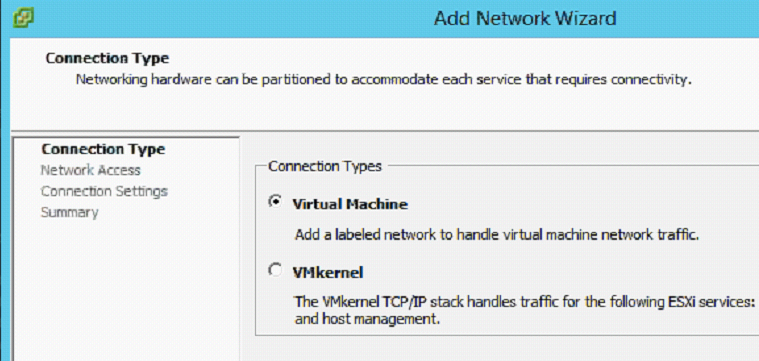 Add Network Wizard
Connection Type
Networking hardware can be partitioned to accommodate each service that requires connectivity.
Connection Type
Network Access
Connection Settings
Summary
Connection Types
Virtual Machine
Add a labeled network to handle virtual machine network traffic.
VMkernel
The VMkernel TCP/IP stack handles traffic for the following ESXi services:
and host management.